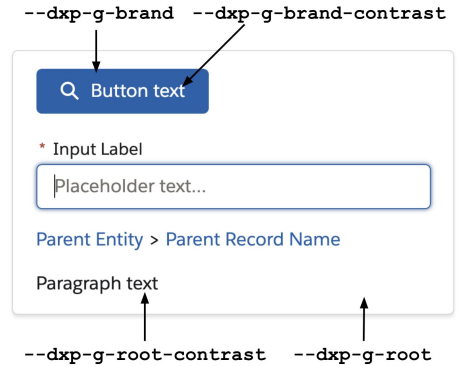 --dxp-g-brand --dxp-g-brand-contrast
Button text
* Input Label
Placeholder text...
Parent Entity > Parent Record Name
Paragraph text
--dxp-g-root-contrast --dxp-g-root